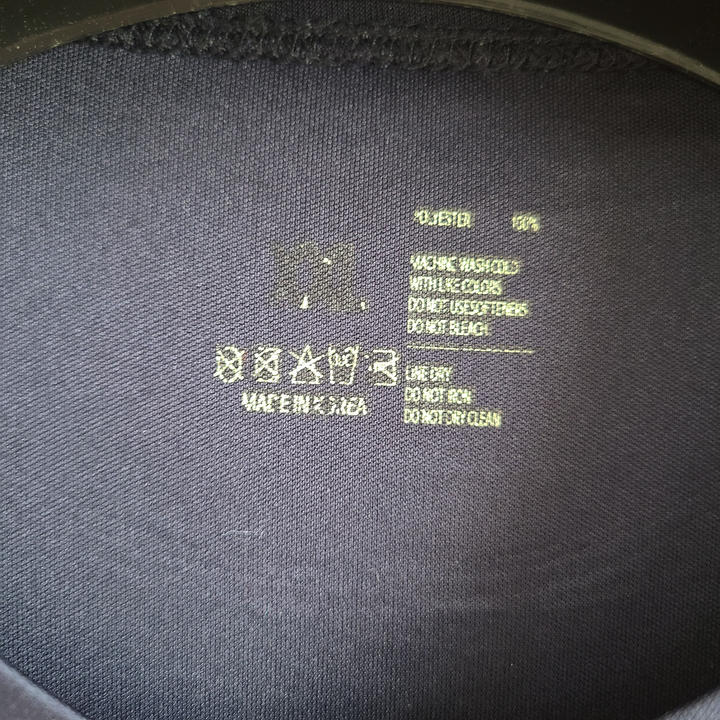 POLYESTER 100%
MACHINE WASH COLD
WITH LIKE COLORS
DO NOT USE SOFTENERS
DO NOT BLEACH
LINE DRY
DO NOT IRON
DO NOT DRY CLEAN
MADE IN KOREA